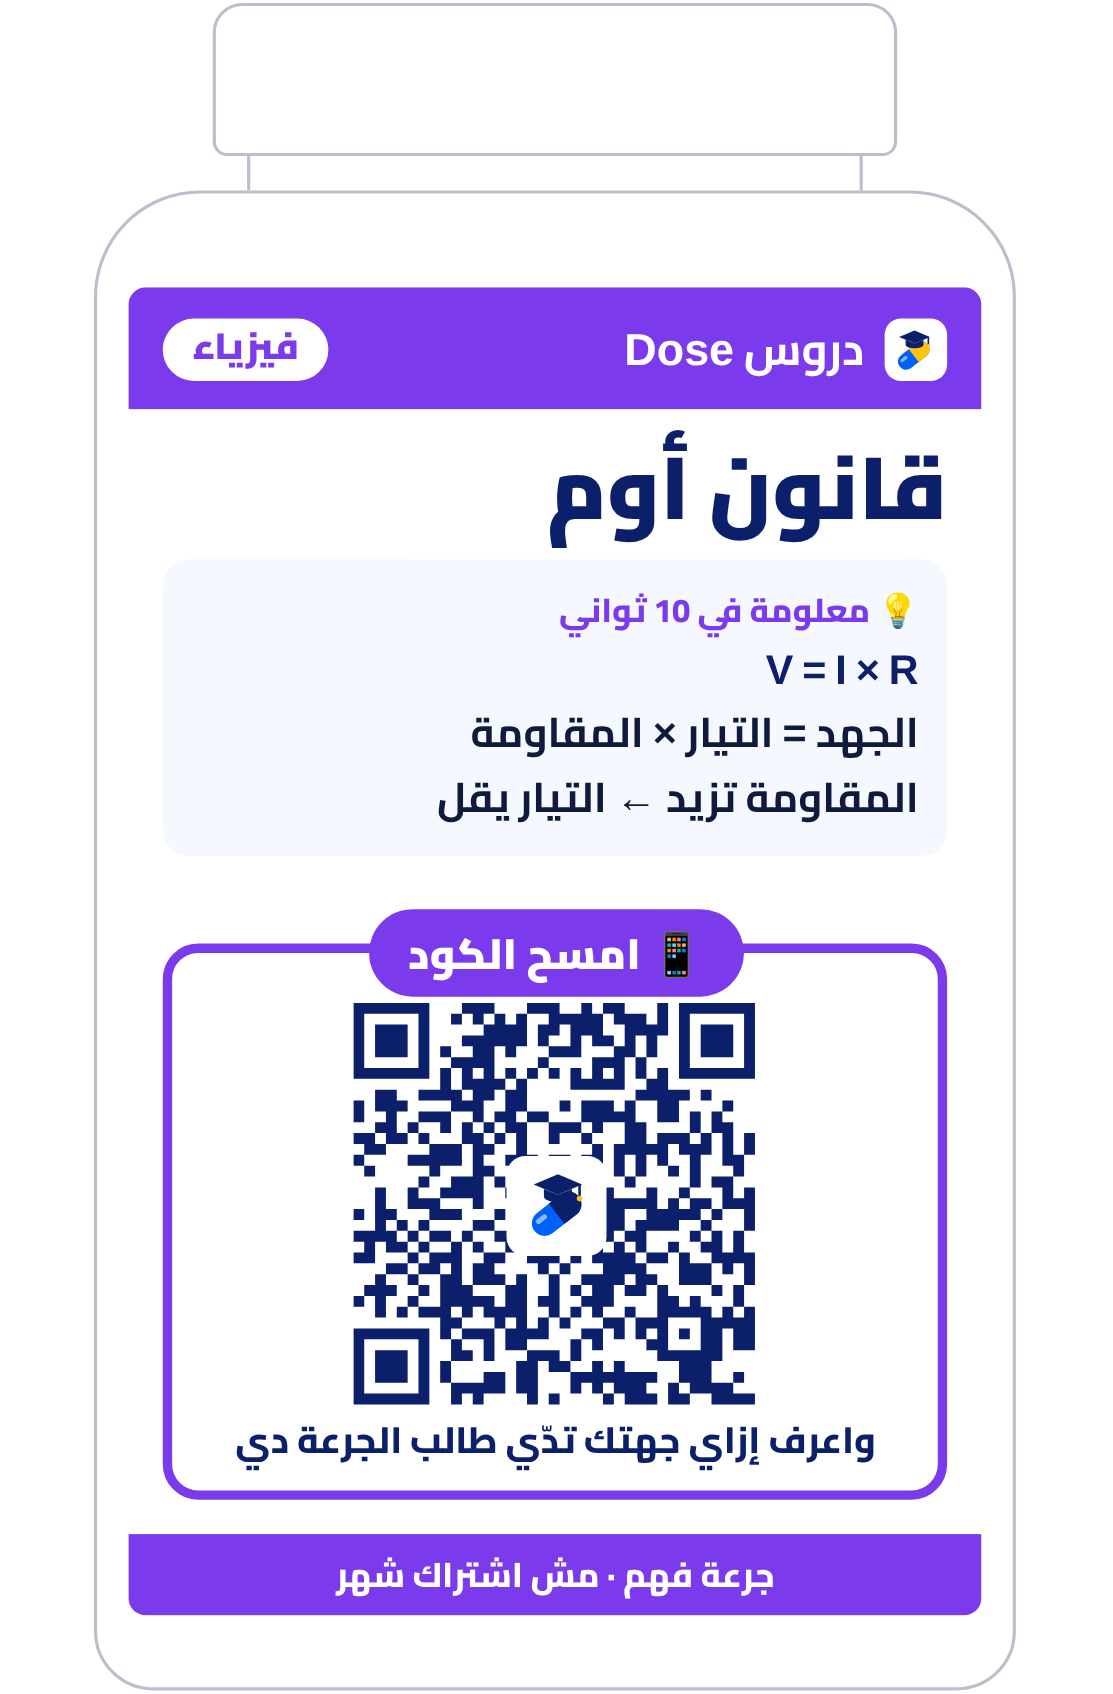 دروس Dose
فيزياء
قانون أوم
💡 معلومة في 10 ثواني
V = I × R
الجهد = التيار × المقاومة
المقاومة تزيد ← التيار يقل
📱 امسح الكود
واعرف إزاي جهتك تدّي طالب الجرعة دي
جرعة فهم · مش اشتراك شهر